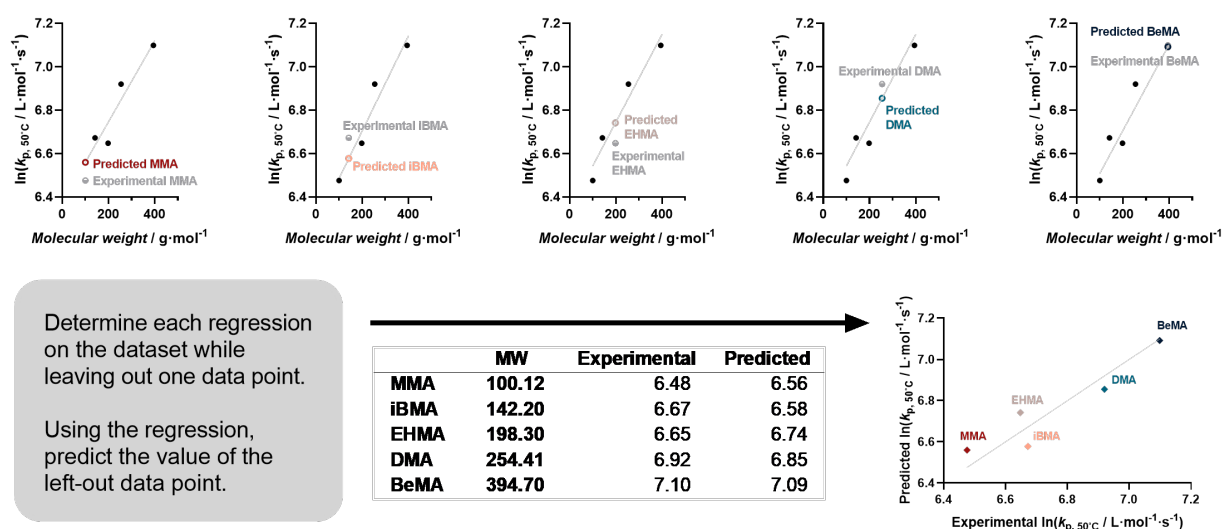 ln(kp, 50°C / L·mol-1·s-1)
7.2
7.0
6.8
6.6
6.4
Predicted MMA
Experimental MMA
0 200 400
Molecular weight / g·mol-1
ln(kp, 50°C / L·mol-1·s-1)
7.2
7.0
6.8
6.6
6.4
Experimental iBMA
Predicted iBMA
0 200 400
Molecular weight / g·mol-1
ln(kp, 50°C / L·mol-1·s-1)
7.2
7.0
6.8
6.6
6.4
Predicted
EHMA
Experimental
EHMA
0 200 400
Molecular weight / g·mol-1
ln(kp, 50°C / L·mol-1·s-1)
7.2
7.0
6.8
6.6
6.4
Experimental DMA
Predicted
DMA
0 200 400
Molecular weight / g·mol-1
ln(kp, 50°C / L·mol-1·s-1)
7.2
7.0
6.8
6.6
6.4
Predicted BeMA
Experimental BeMA
0 200 400
Molecular weight / g·mol-1
Determine each regression
on the dataset while
leaving out one data point.
Using the regression,
predict the value of the
left-out data point.
MW Experimental Predicted
MMA 100.12 6.48 6.56
iBMA 142.20 6.67 6.58
EHMA 198.30 6.65 6.74
DMA 254.41 6.92 6.85
BeMA 394.70 7.10 7.09
Predicted ln(kp, 50°C / L·mol-1·s-1)
7.2
7.0
6.8
6.6
6.4
BeMA
DMA
EHMA
MMA
iBMA
6.4 6.6 6.8 7.0 7.2
Experimental ln(kp, 50°C / L·mol-1·s-1)